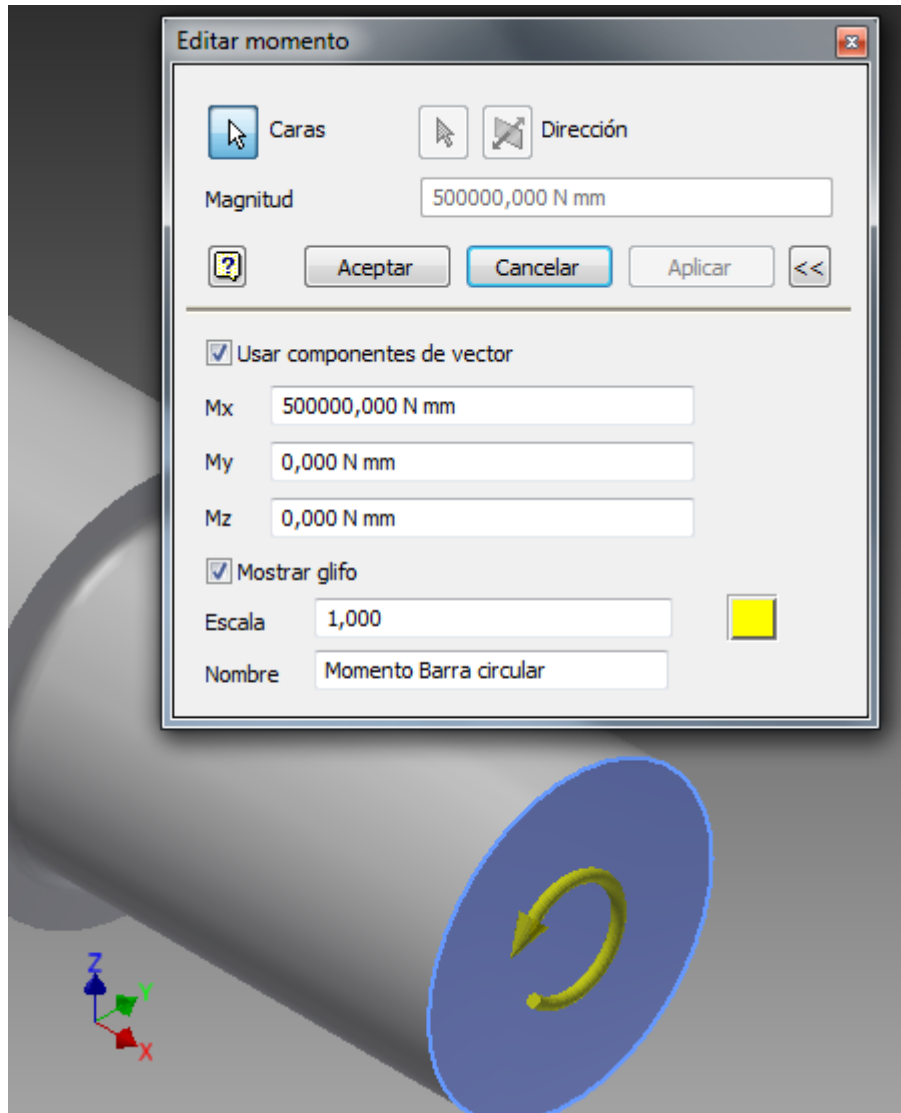 Editar momento
Caras
Dirección
Magnitud 500000,000 N mm
Aceptar Cancelar Aplicar <<
Usar componentes de vector
Mx 500000,000 N mm
My 0,000 N mm
Mz 0,000 N mm
Mostrar glifo
Escala 1,000
Nombre Momento Barra circular
Z
Y
X